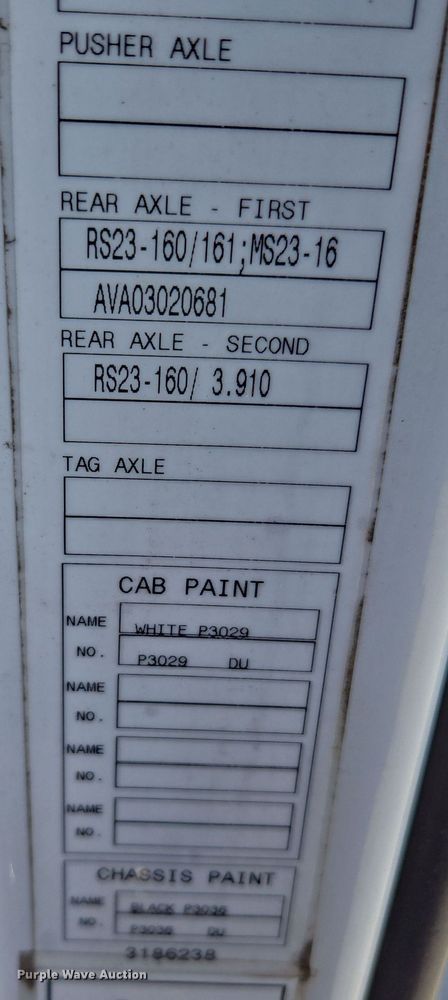 PUSHER AXLE
REAR AXLE - FIRST
RS23-160/161;MS23-16
AVA03020681
REAR AXLE - SECOND
RS23-160/ 3.910
TAG AXLE
CAB PAINT
NAME WHITE P3029
NO. P3029 DU
NAME
NO.
NAME
NO.
NAME
NO.
CHASSIS PAINT
NAME BLACK P3036
NO. P3036 DU
3186238
Purple Wave Auction